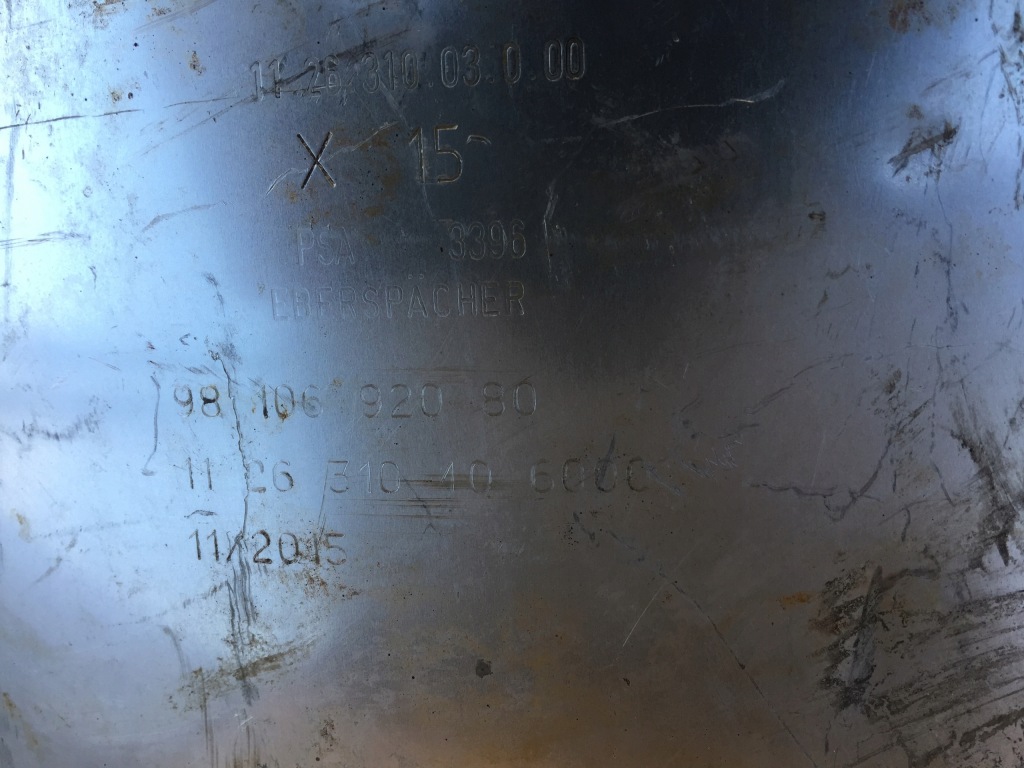 11.26.310.03.0.00
X 15
PSA 3396
EBERSPÄCHER
98 106 920 80
11 26 310 40 6000
11/2015